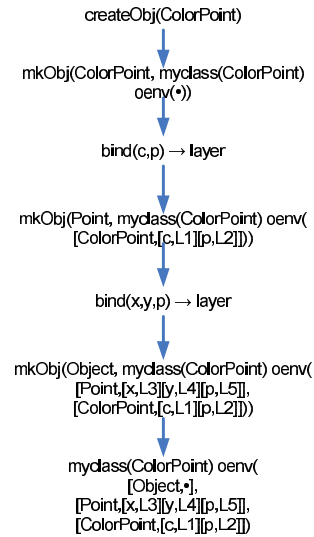 createObj(ColorPoint)
mkObj(ColorPoint, myclass(ColorPoint)
oenv(•))
bind(c,p) → layer
mkObj(Point, myclass(ColorPoint) oenv(
[ColorPoint,[c,L1][p,L2]]))
bind(x,y,p) → layer
mkObj(Object, myclass(ColorPoint) oenv(
[Point,[x,L3][y,L4][p,L5]],
[ColorPoint,[c,L1][p,L2]]))
myclass(ColorPoint) oenv(
[Object,•],
[Point,[x,L3][y,L4][p,L5]],
[ColorPoint,[c,L1][p,L2]])